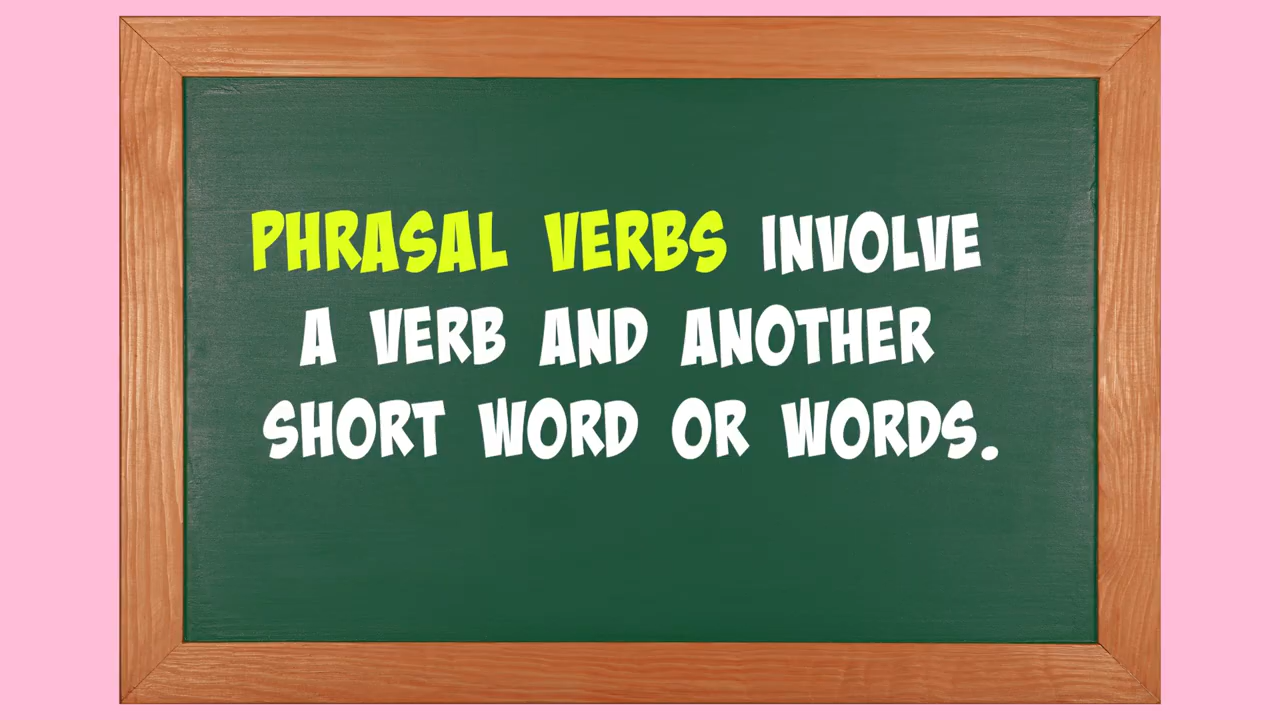 PHRASAL VERBS INVOLVE
A VERB AND ANOTHER
SHORT WORD OR WORDS.